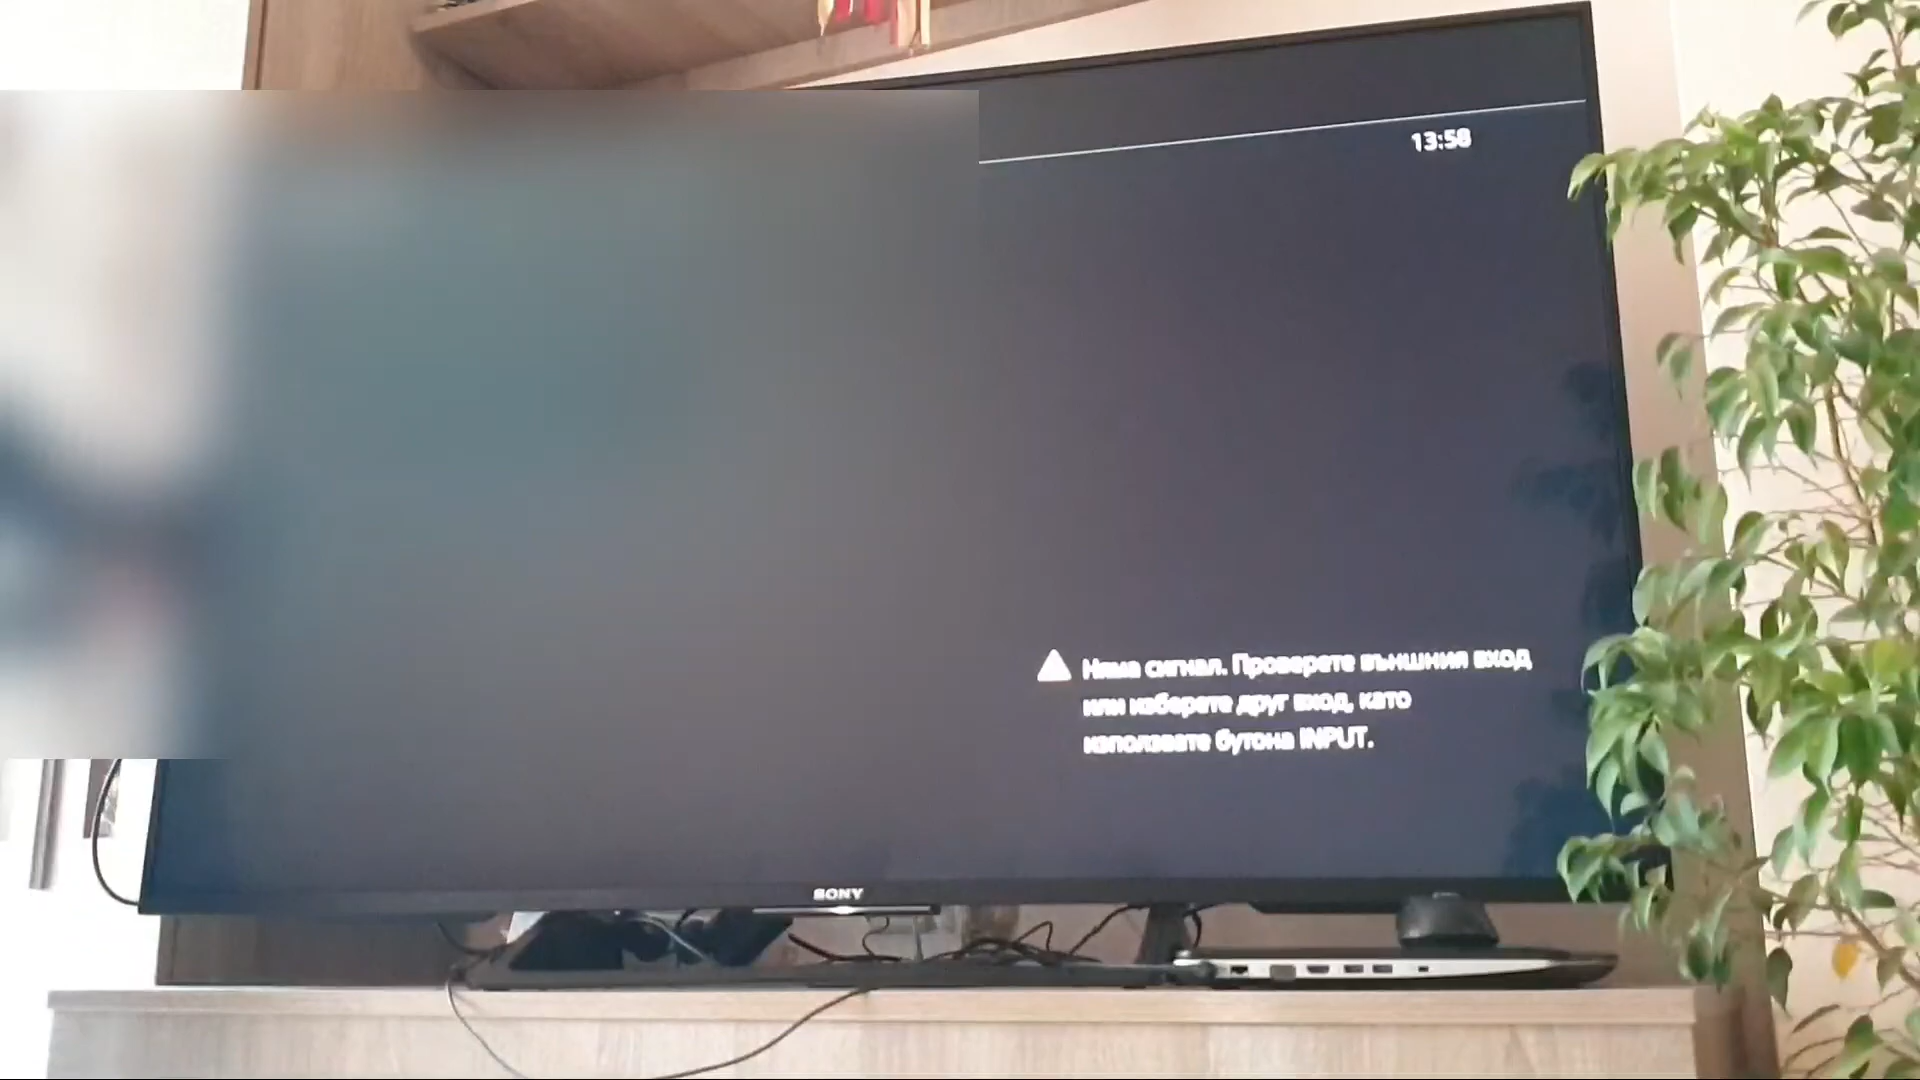 13:58
Няма сигнал. Проверете външния вход
или изберете друг вход, като
използвате бутона INPUT.
SONY